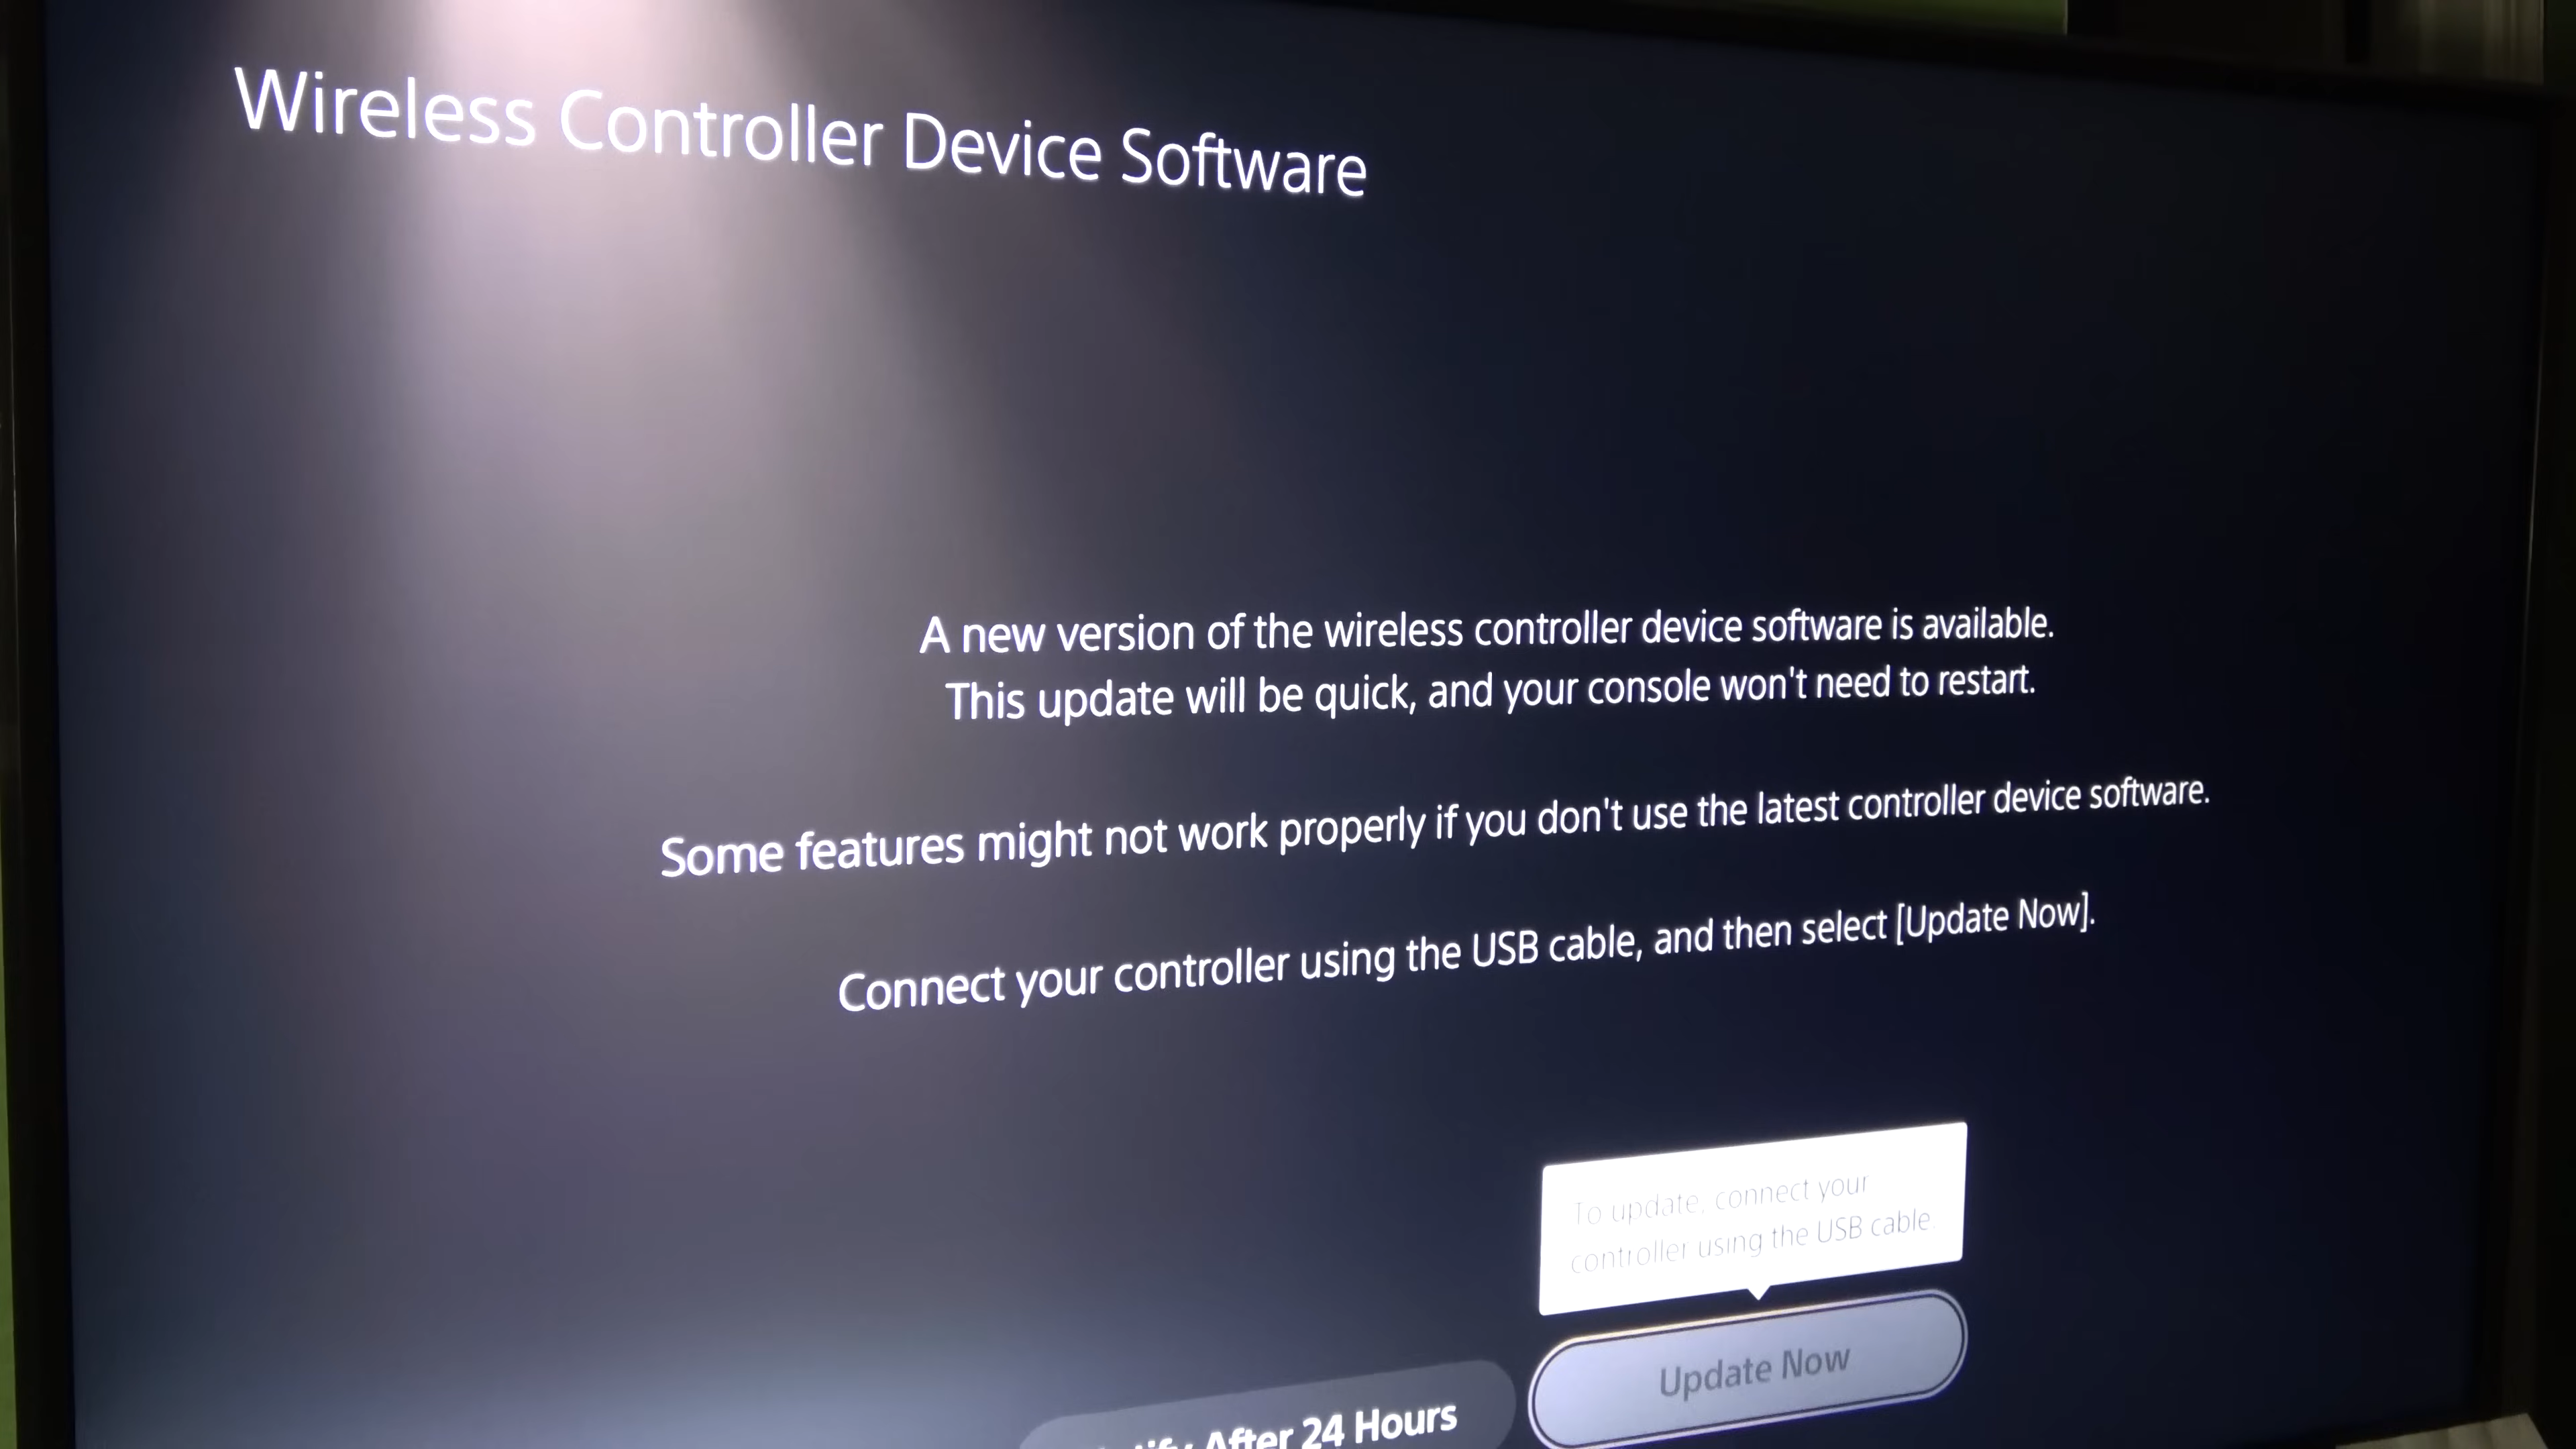 Wireless Controller Device Software
A new version of the wireless controller device software is available.
This update will be quick, and your console won't need to restart.
Some features might not work properly if you don't use the latest controller device software.
Connect your controller using the USB cable, and then select [Update Now].
To update, connect your
controller using the USB cable.
After 24 Hours
Update Now